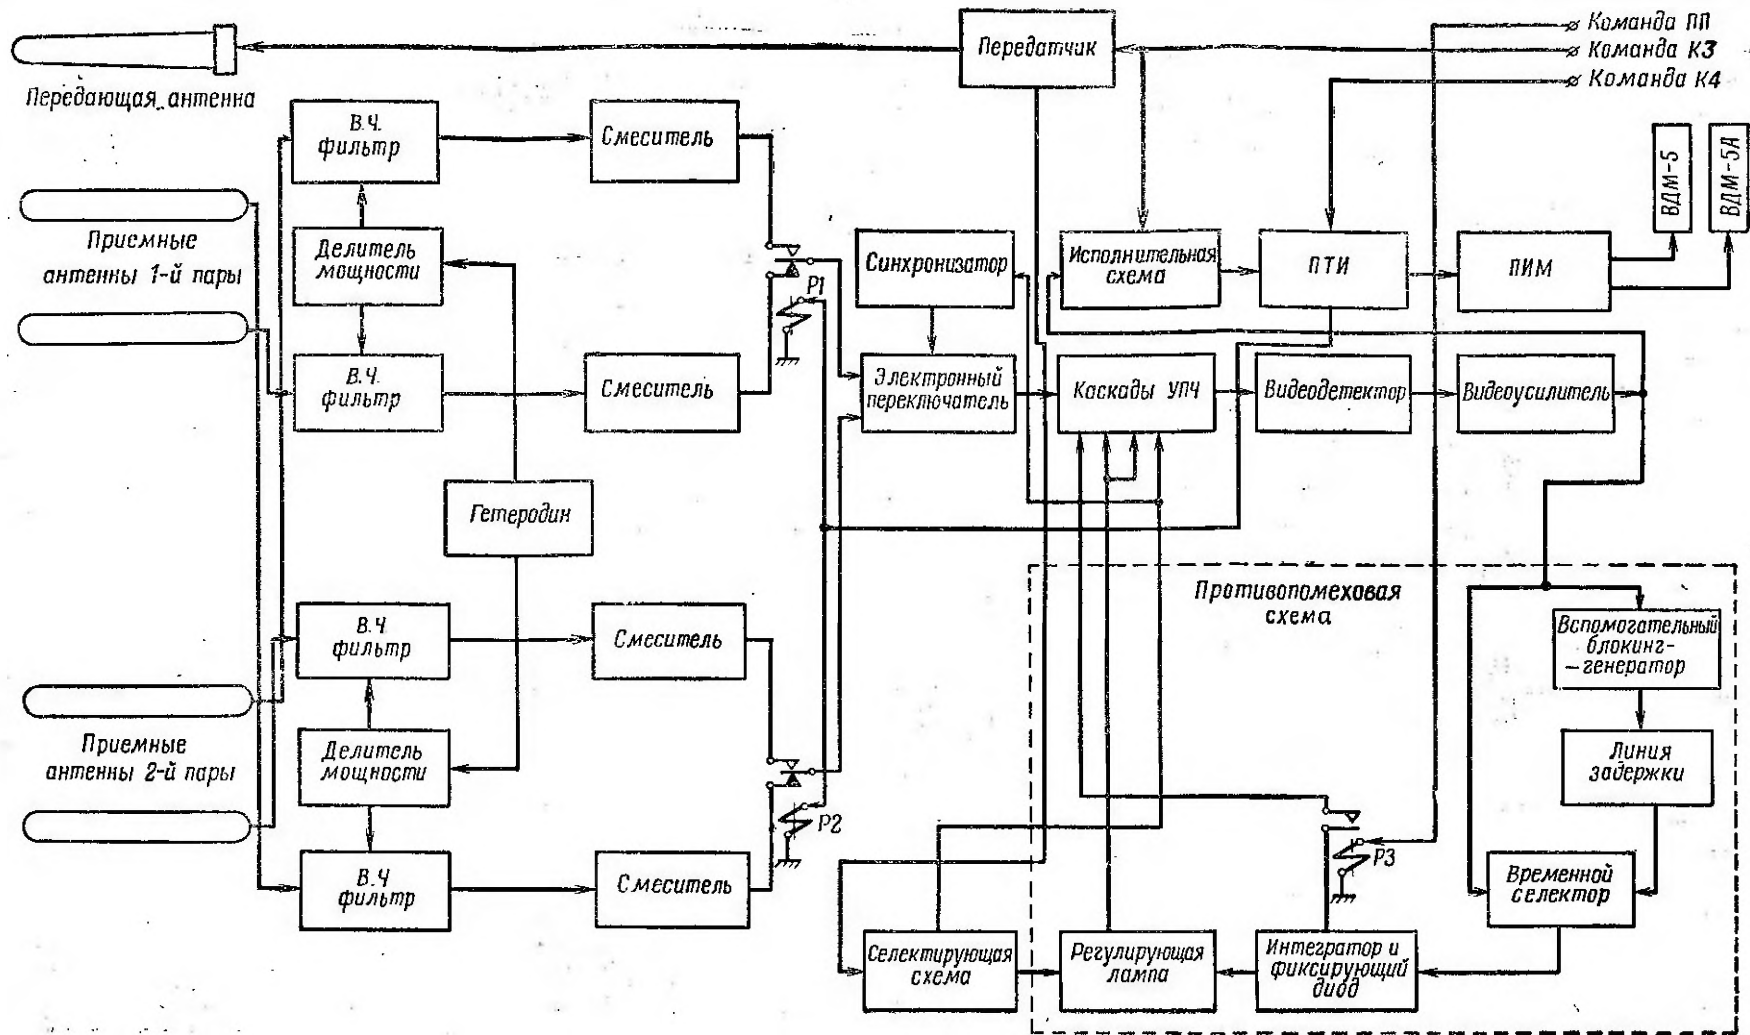 Передатчик
Команда ПП
Команда К3
Команда К4
Передающая антенна
В.Ч.
фильтр
Смеситель
ВДМ-5
ВДМ-5А
Приемные
антенны 1-й пары
Делитель
мощности
Р1
Синхронизатор
Исполнительная
схема
ПТИ
ПИМ
В.Ч.
фильтр
Смеситель
Электронный
переключатель
Каскады УПЧ
Видеодетектор
Видеоусилитель
Гетеродин
Противопомеховая
схема
В.Ч
фильтр
Смеситель
Вспомогательный
блокинг-
-генератор
Приемные
антенны 2-й пары
Делитель
мощности
Р2
Линия
задержки
Р3
В.Ч
фильтр
Смеситель
Временной
селектор
Селектирующая
схема
Регулирующая
лампа
Интегратор и
фиксирующий
диод